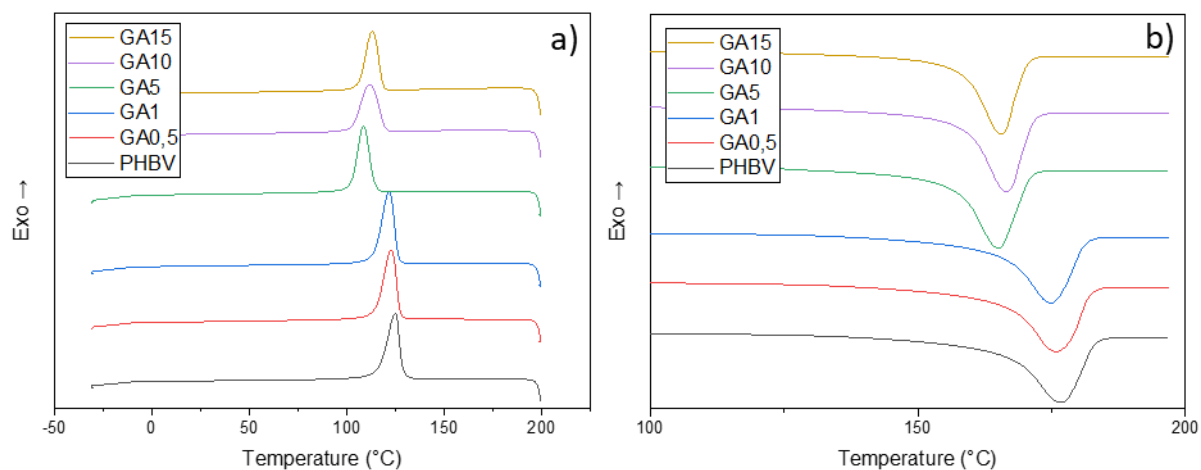 a)
GA15
GA10
GA5
GA1
GA0,5
PHBV
Exo →
-50
0
50
100
150
200
Temperature (°C)
b)
GA15
GA10
GA5
GA1
GA0,5
PHBV
Exo →
100
150
200
Temperature (°C)